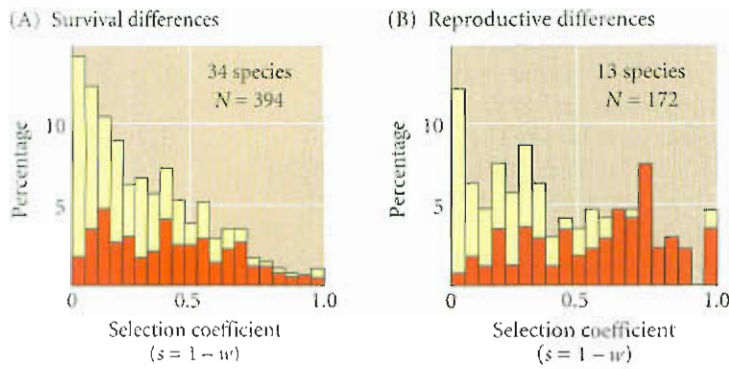 (A) Survival differences
34 species
N = 394
Percentage
10
5
0
0.5
1.0
Selection coefficient
(s = 1 – w)
(B) Reproductive differences
13 species
N = 172
Percentage
10
5
0
0.5
1.0
Selection coefficient
(s = 1 – w)